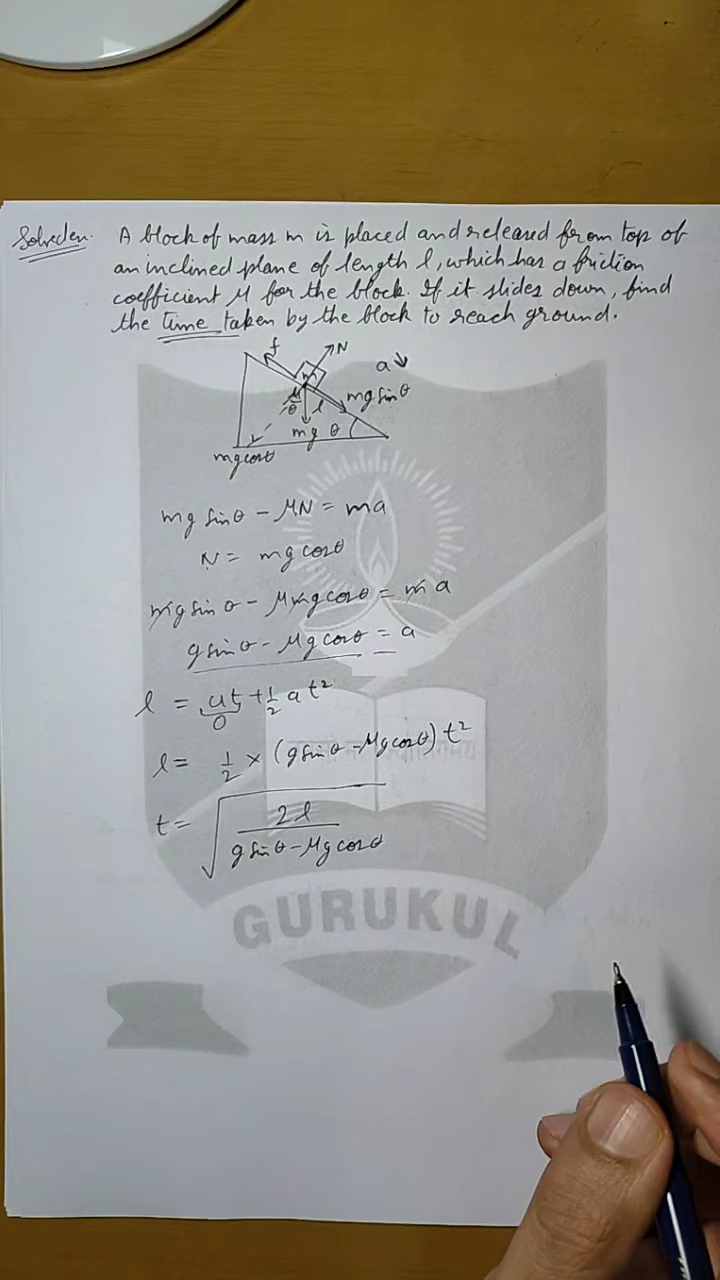 Solved ex. A block of mass m is placed and released from top of
an inclined plane of length l, which has a friction
coefficient μ for the block. If it slides down, find
the time taken by the block to reach ground.
f
N
a ↓
m
mg sinθ
μ
θ
l
mg
θ
mg cosθ
mg sinθ - μN = ma
N = mg cosθ
mg sinθ - μmg cosθ = m a
g sinθ - μg cosθ = a
l = ut + 1/2 a t²
0
l = 1/2 × (g sinθ - μg cosθ) t²
t = √(2l / (g sinθ - μg cosθ))
GURUKUL